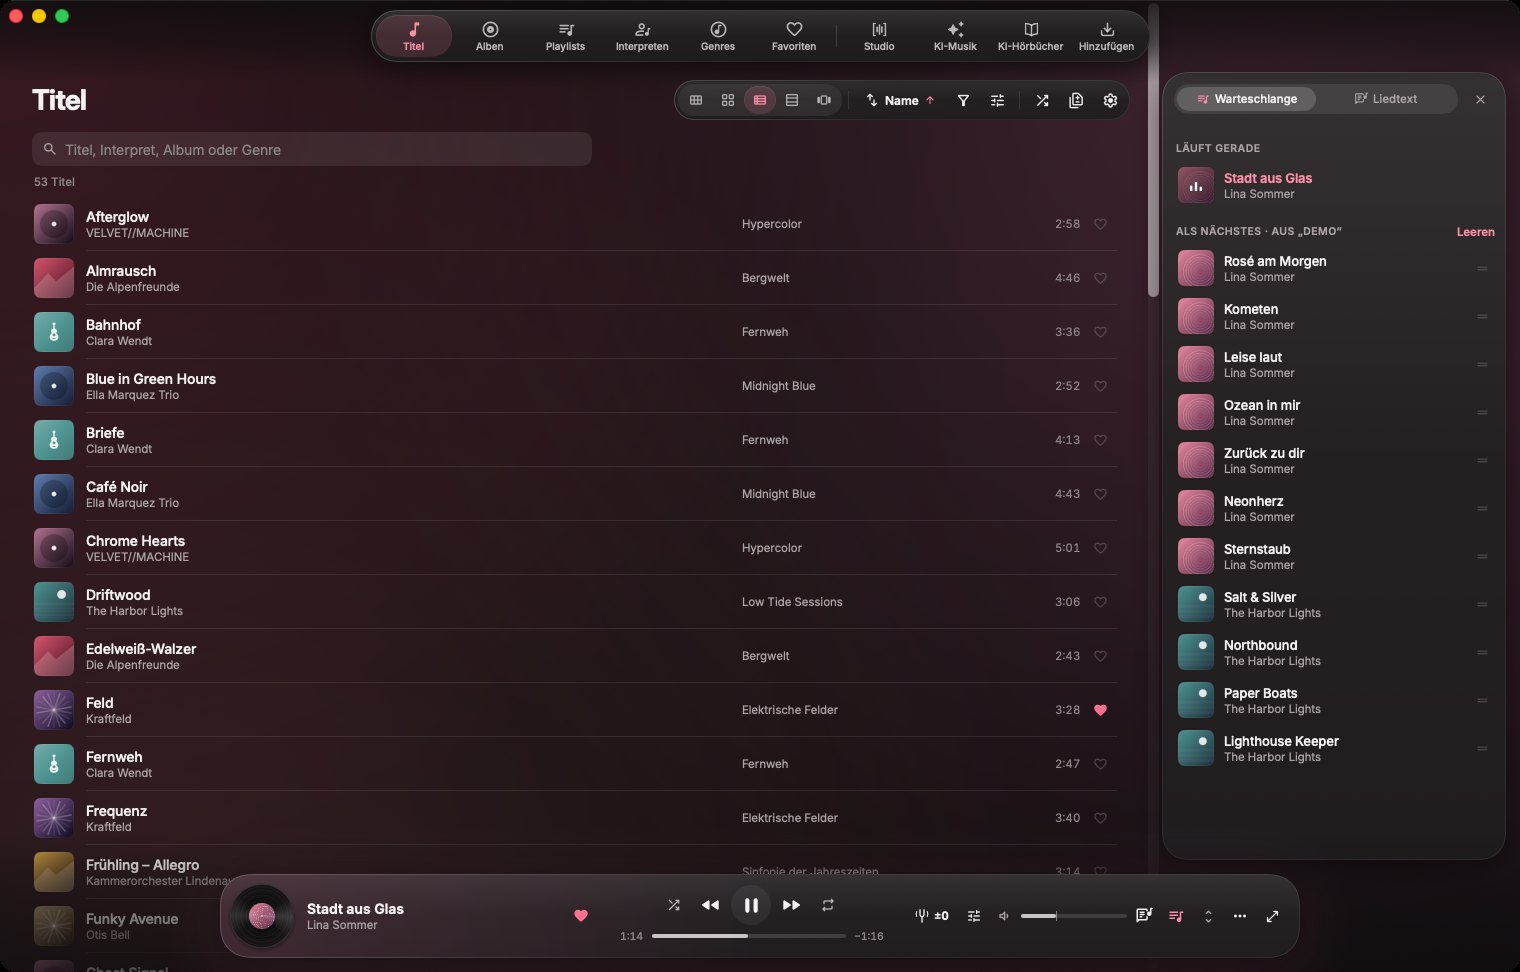 Titel
Alben
Playlists
Interpreten
Genres
Favoriten
Studio
KI-Musik
KI-Hörbücher
Hinzufügen
Titel
Name
Titel, Interpret, Album oder Genre
53 Titel
Afterglow
VELVET//MACHINE
Hypercolor
2:58
Almrausch
Die Alpenfreunde
Bergwelt
4:46
Bahnhof
Clara Wendt
Fernweh
3:36
Blue in Green Hours
Ella Marquez Trio
Midnight Blue
2:52
Briefe
Clara Wendt
Fernweh
4:13
Café Noir
Ella Marquez Trio
Midnight Blue
4:43
Chrome Hearts
VELVET//MACHINE
Hypercolor
5:01
Driftwood
The Harbor Lights
Low Tide Sessions
3:06
Edelweiß-Walzer
Die Alpenfreunde
Bergwelt
2:43
Feld
Kraftfeld
Elektrische Felder
3:28
Fernweh
Clara Wendt
Fernweh
2:47
Frequenz
Kraftfeld
Elektrische Felder
3:40
Frühling – Allegro
Kammerorchester Lindenau
Sinfonie der Jahreszeiten
3:14
Funky Avenue
Otis Bell
Ghost Signal
Warteschlange
Liedtext
LÄUFT GERADE
Stadt aus Glas
Lina Sommer
ALS NÄCHSTES · AUS „DEMO“
Leeren
Rosé am Morgen
Lina Sommer
Kometen
Lina Sommer
Leise laut
Lina Sommer
Ozean in mir
Lina Sommer
Zurück zu dir
Lina Sommer
Neonherz
Lina Sommer
Sternstaub
Lina Sommer
Salt & Silver
The Harbor Lights
Northbound
The Harbor Lights
Paper Boats
The Harbor Lights
Lighthouse Keeper
The Harbor Lights
Stadt aus Glas
Lina Sommer
1:14
−1:16
±0